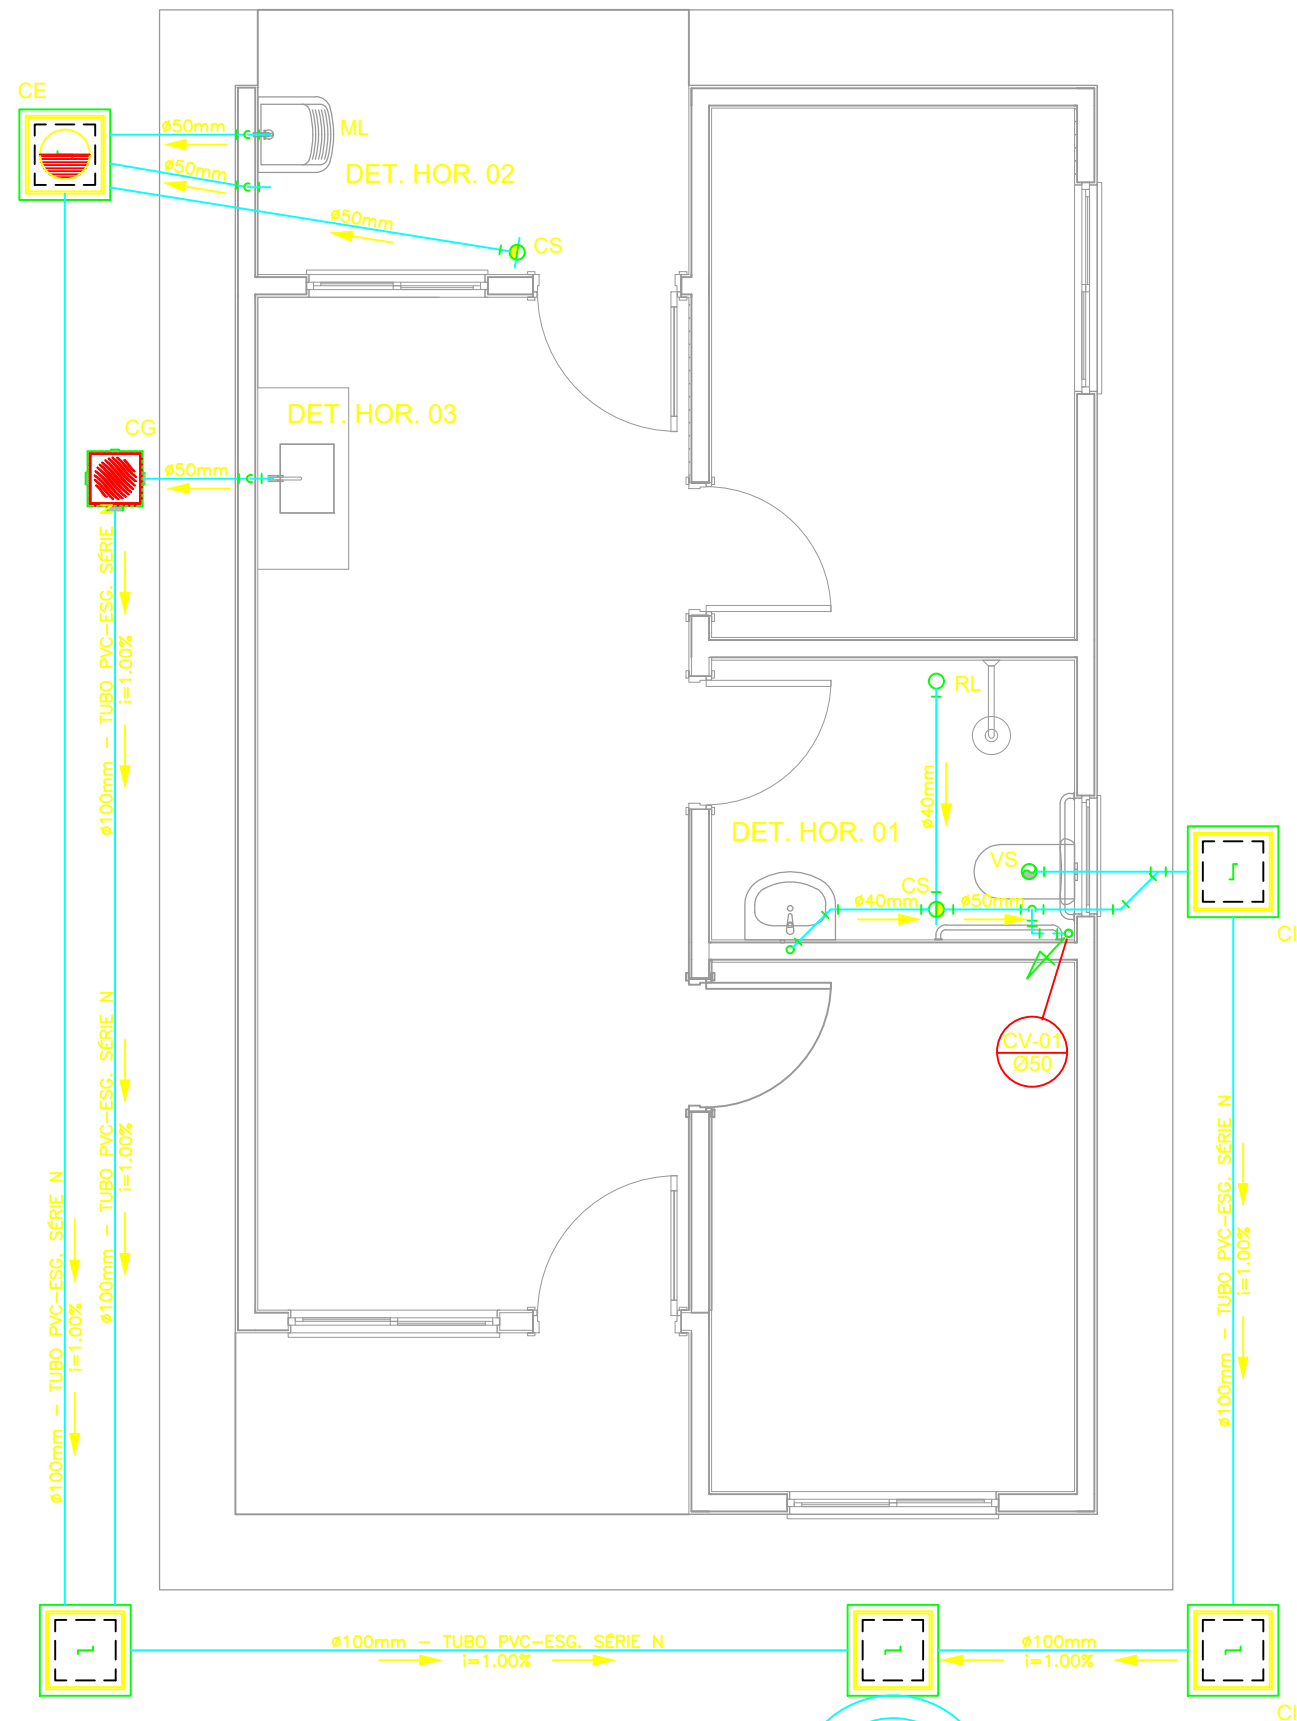 CE
ø50mm
ML
ø50mm
DET. HOR. 02
ø50mm
CS
DET. HOR. 03
CG
ø50mm
ø100mm – TUBO PVC–ESG. SÉRIE N
i=1.00%
RL
ø40mm
DET. HOR. 01
VS
CS
ø40mm
ø50mm
CI
CV-01
Ø50
ø100mm – TUBO PVC–ESG. SÉRIE N
i=1.00%
ø100mm – TUBO PVC–ESG. SÉRIE N
i=1.00%
ø100mm – TUBO PVC–ESG. SÉRIE N
i=1.00%
ø100mm – TUBO PVC–ESG. SÉRIE N
i=1.00%
ø100mm
i=1.00%
CI